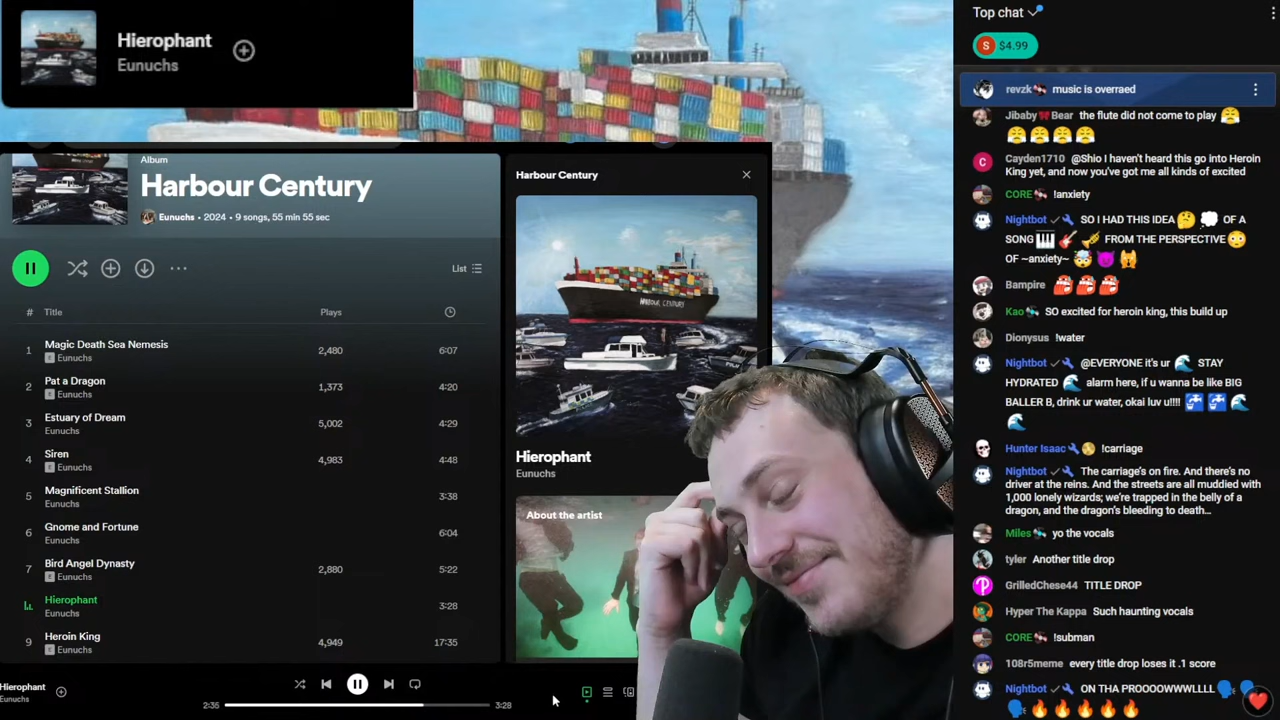 Hierophant
Eunuchs
Album
Harbour Century
Eunuchs • 2024 • 9 songs, 55 min 55 sec
List
# Title Plays
1 Magic Death Sea Nemesis 2,480 6:07
E Eunuchs
2 Pat a Dragon 1,373 4:20
E Eunuchs
3 Estuary of Dream 5,002 4:29
Eunuchs
4 Siren 4,983 4:48
E Eunuchs
5 Magnificent Stallion 3:38
Eunuchs
6 Gnome and Fortune 6:04
Eunuchs
7 Bird Angel Dynasty 2,880 5:22
E Eunuchs
Hierophant 3:28
Eunuchs
9 Heroin King 4,949 17:35
E Eunuchs
Harbour Century
HARBOUR CENTURY
Hierophant
Eunuchs
About the artist
Hierophant
Eunuchs
2:36 3:28
Top chat
S $4.99
revzk music is overraed
Jibaby Bear the flute did not come to play 😤
😤😤😤😤
C Cayden1710 @Shio I haven't heard this go into Heroin
King yet, and now you've got me all kinds of excited
CORE !anxiety
Nightbot SO I HAD THIS IDEA 🤔 💭 OF A
SONG 🎹 🎸 🎺 FROM THE PERSPECTIVE 😳
OF ~anxiety~ 🤯 😈 🙀
Bampire
Kao SO excited for heroin king, this build up
Dionysus !water
Nightbot @EVERYONE it's ur 🌊 STAY
HYDRATED 🌊 alarm here, if u wanna be like BIG
BALLER B, drink ur water, okai luv u!!!! 🚰 🚰 🌊
🌊
Hunter Isaac !carriage
Nightbot The carriage's on fire. And there's no
driver at the reins. And the streets are all muddied with
1,000 lonely wizards; we're trapped in the belly of a
dragon, and the dragon's bleeding to death...
Miles yo the vocals
tyler Another title drop
GrilledChese44 TITLE DROP
Hyper The Kappa Such haunting vocals
CORE !subman
108r5meme every title drop loses it .1 score
Nightbot ON THA PROOOOWWWLLLL 🗣️ 🗣️
🗣️ 🔥 🔥 🔥 🔥 🔥